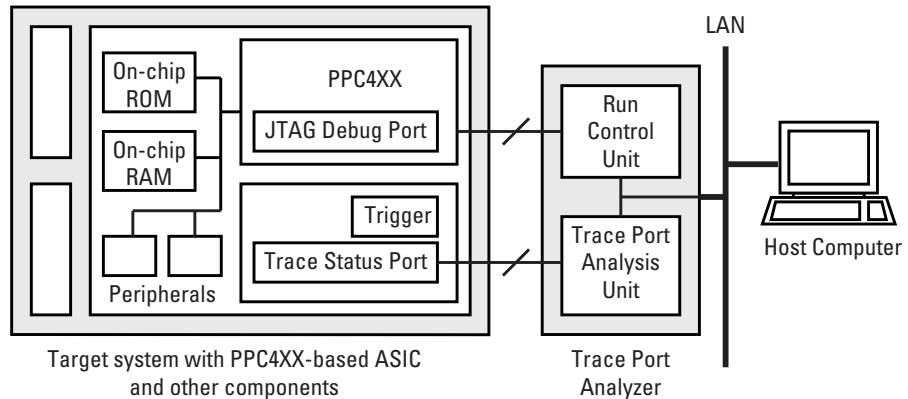 On-chip
ROM
On-chip
RAM
Peripherals
PPC4XX
JTAG Debug Port
Trigger
Trace Status Port
Target system with PPC4XX-based ASIC
and other components
Run
Control
Unit
Trace Port
Analysis
Unit
Trace Port
Analyzer
LAN
Host Computer